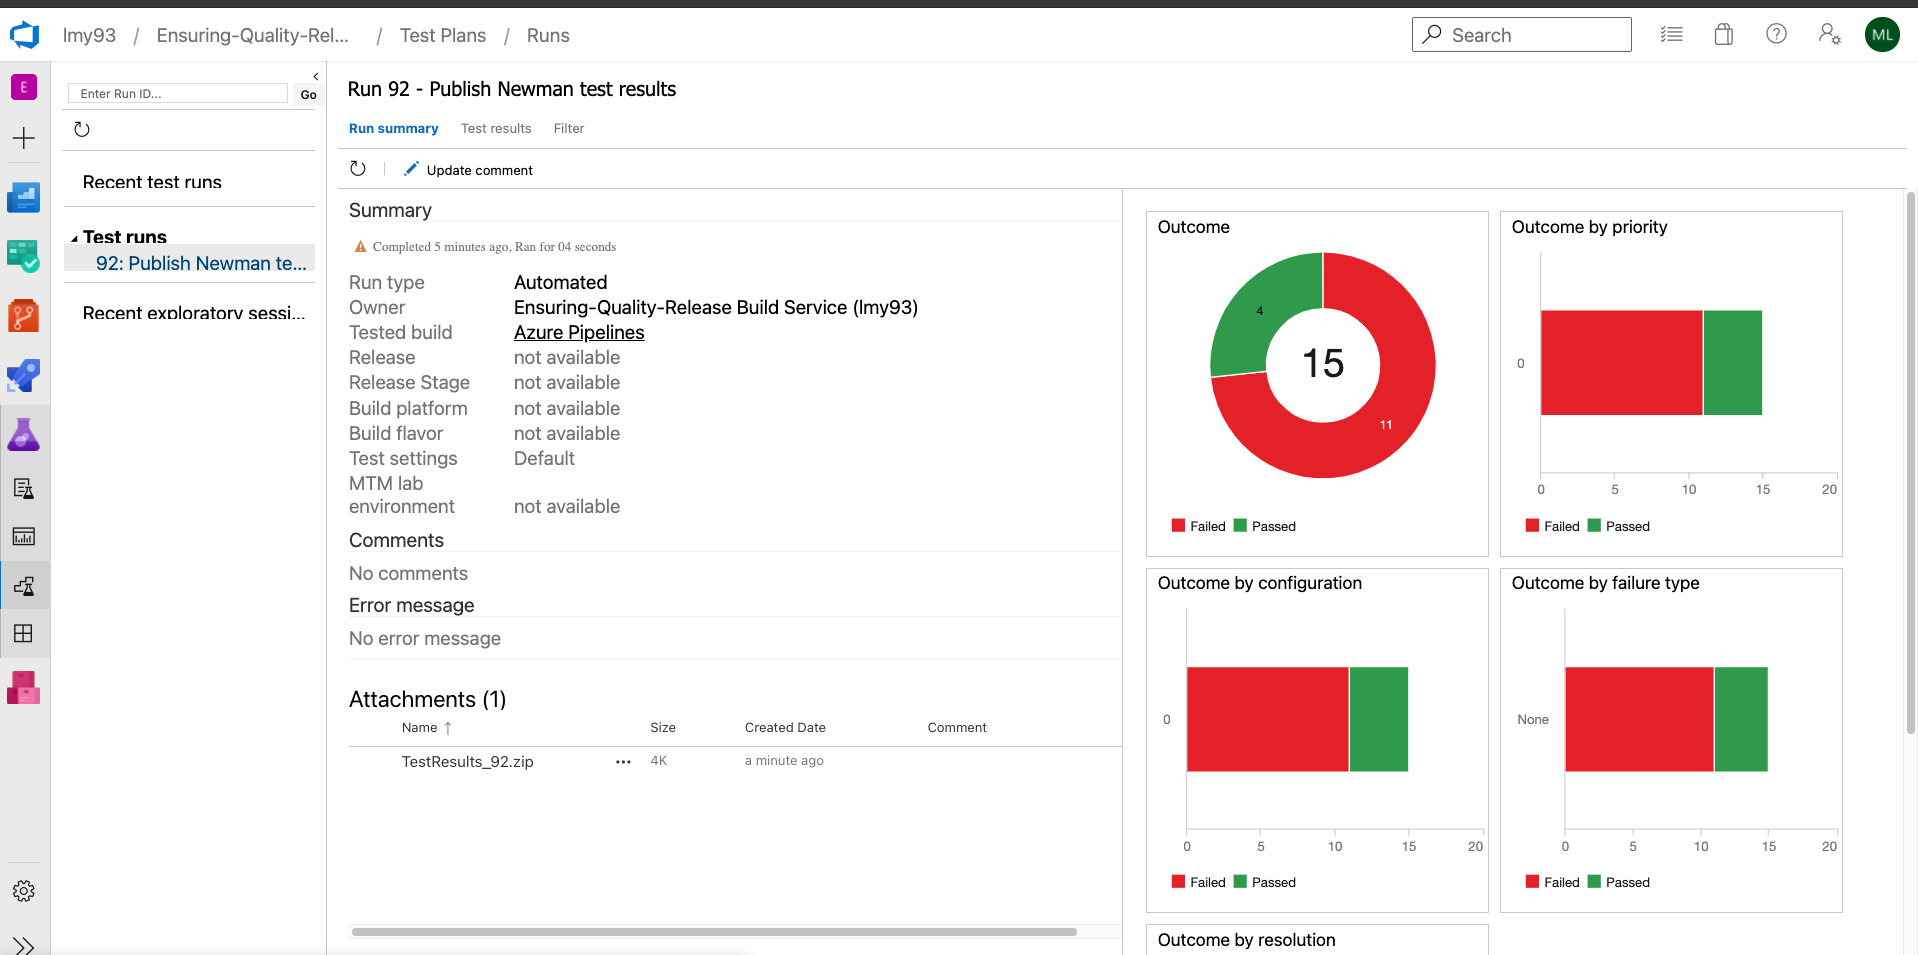 lmy93 / Ensuring-Quality-Rel... / Test Plans / Runs
Search
ML
E
Enter Run ID...
Go
Recent test runs
Test runs
92: Publish Newman te...
Recent exploratory sessi...
Run 92 - Publish Newman test results
Run summary Test results Filter
Update comment
Summary
Completed 5 minutes ago, Ran for 04 seconds
Run type Automated
Owner Ensuring-Quality-Release Build Service (lmy93)
Tested build Azure Pipelines
Release not available
Release Stage not available
Build platform not available
Build flavor not available
Test settings Default
MTM lab
environment not available
Comments
No comments
Error message
No error message
Attachments (1)
Name ↑ Size Created Date Comment
TestResults_92.zip ... 4K a minute ago
Outcome
4
15
11
Failed Passed
Outcome by priority
0
0 5 10 15 20
Failed Passed
Outcome by configuration
0
0 5 10 15 20
Failed Passed
Outcome by failure type
None
0 5 10 15 20
Failed Passed
Outcome by resolution